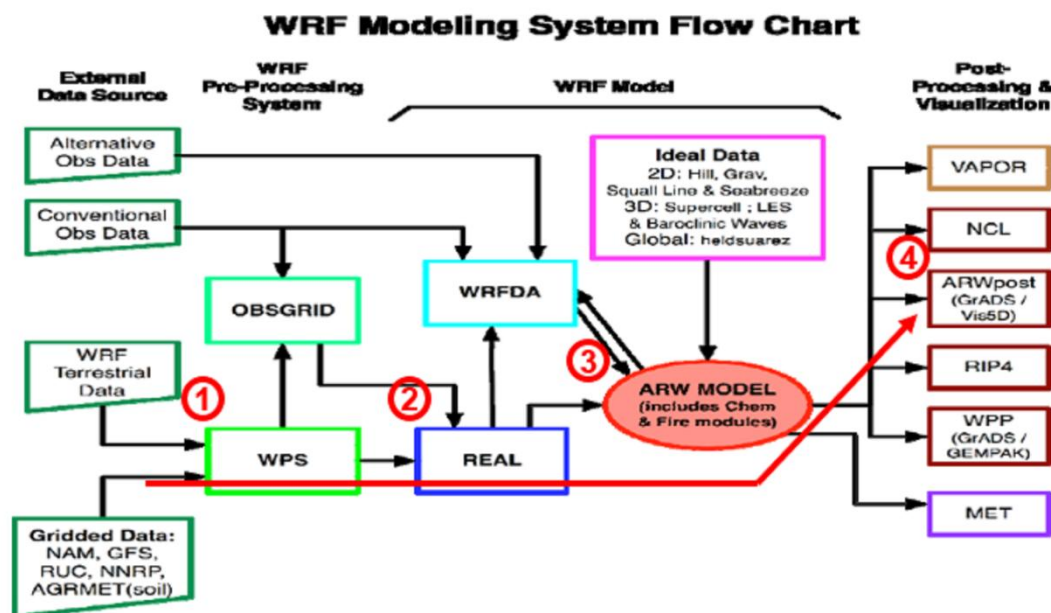 WRF Modeling System Flow Chart
External
Data Source
WRF
Pre-Processing
System
WRF Model
Post-
Processing &
Visualization
Alternative
Obs Data
Conventional
Obs Data
WRF
Terrestrial
Data
Gridded Data:
NAM, GFS,
RUC, NNRP,
AGRMET(soil)
OBSGRID
1
WPS
2
REAL
WRFDA
3
Ideal Data
2D: Hill, Grav,
Squall Line & Seabreeze
3D: Supercell ; LES
& Baroclinic Waves
Global: heldsuarez
ARW MODEL
(includes Chem
& Fire modules)
VAPOR
NCL
4
ARWpost
(GrADS /
Vis5D)
RIP4
WPP
(GrADS /
GEMPAK)
MET